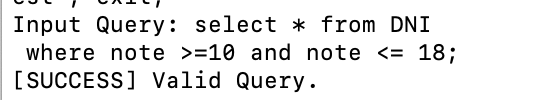 Input Query: select * from DNI
where note >=10 and note <= 18;
[SUCCESS] Valid Query.